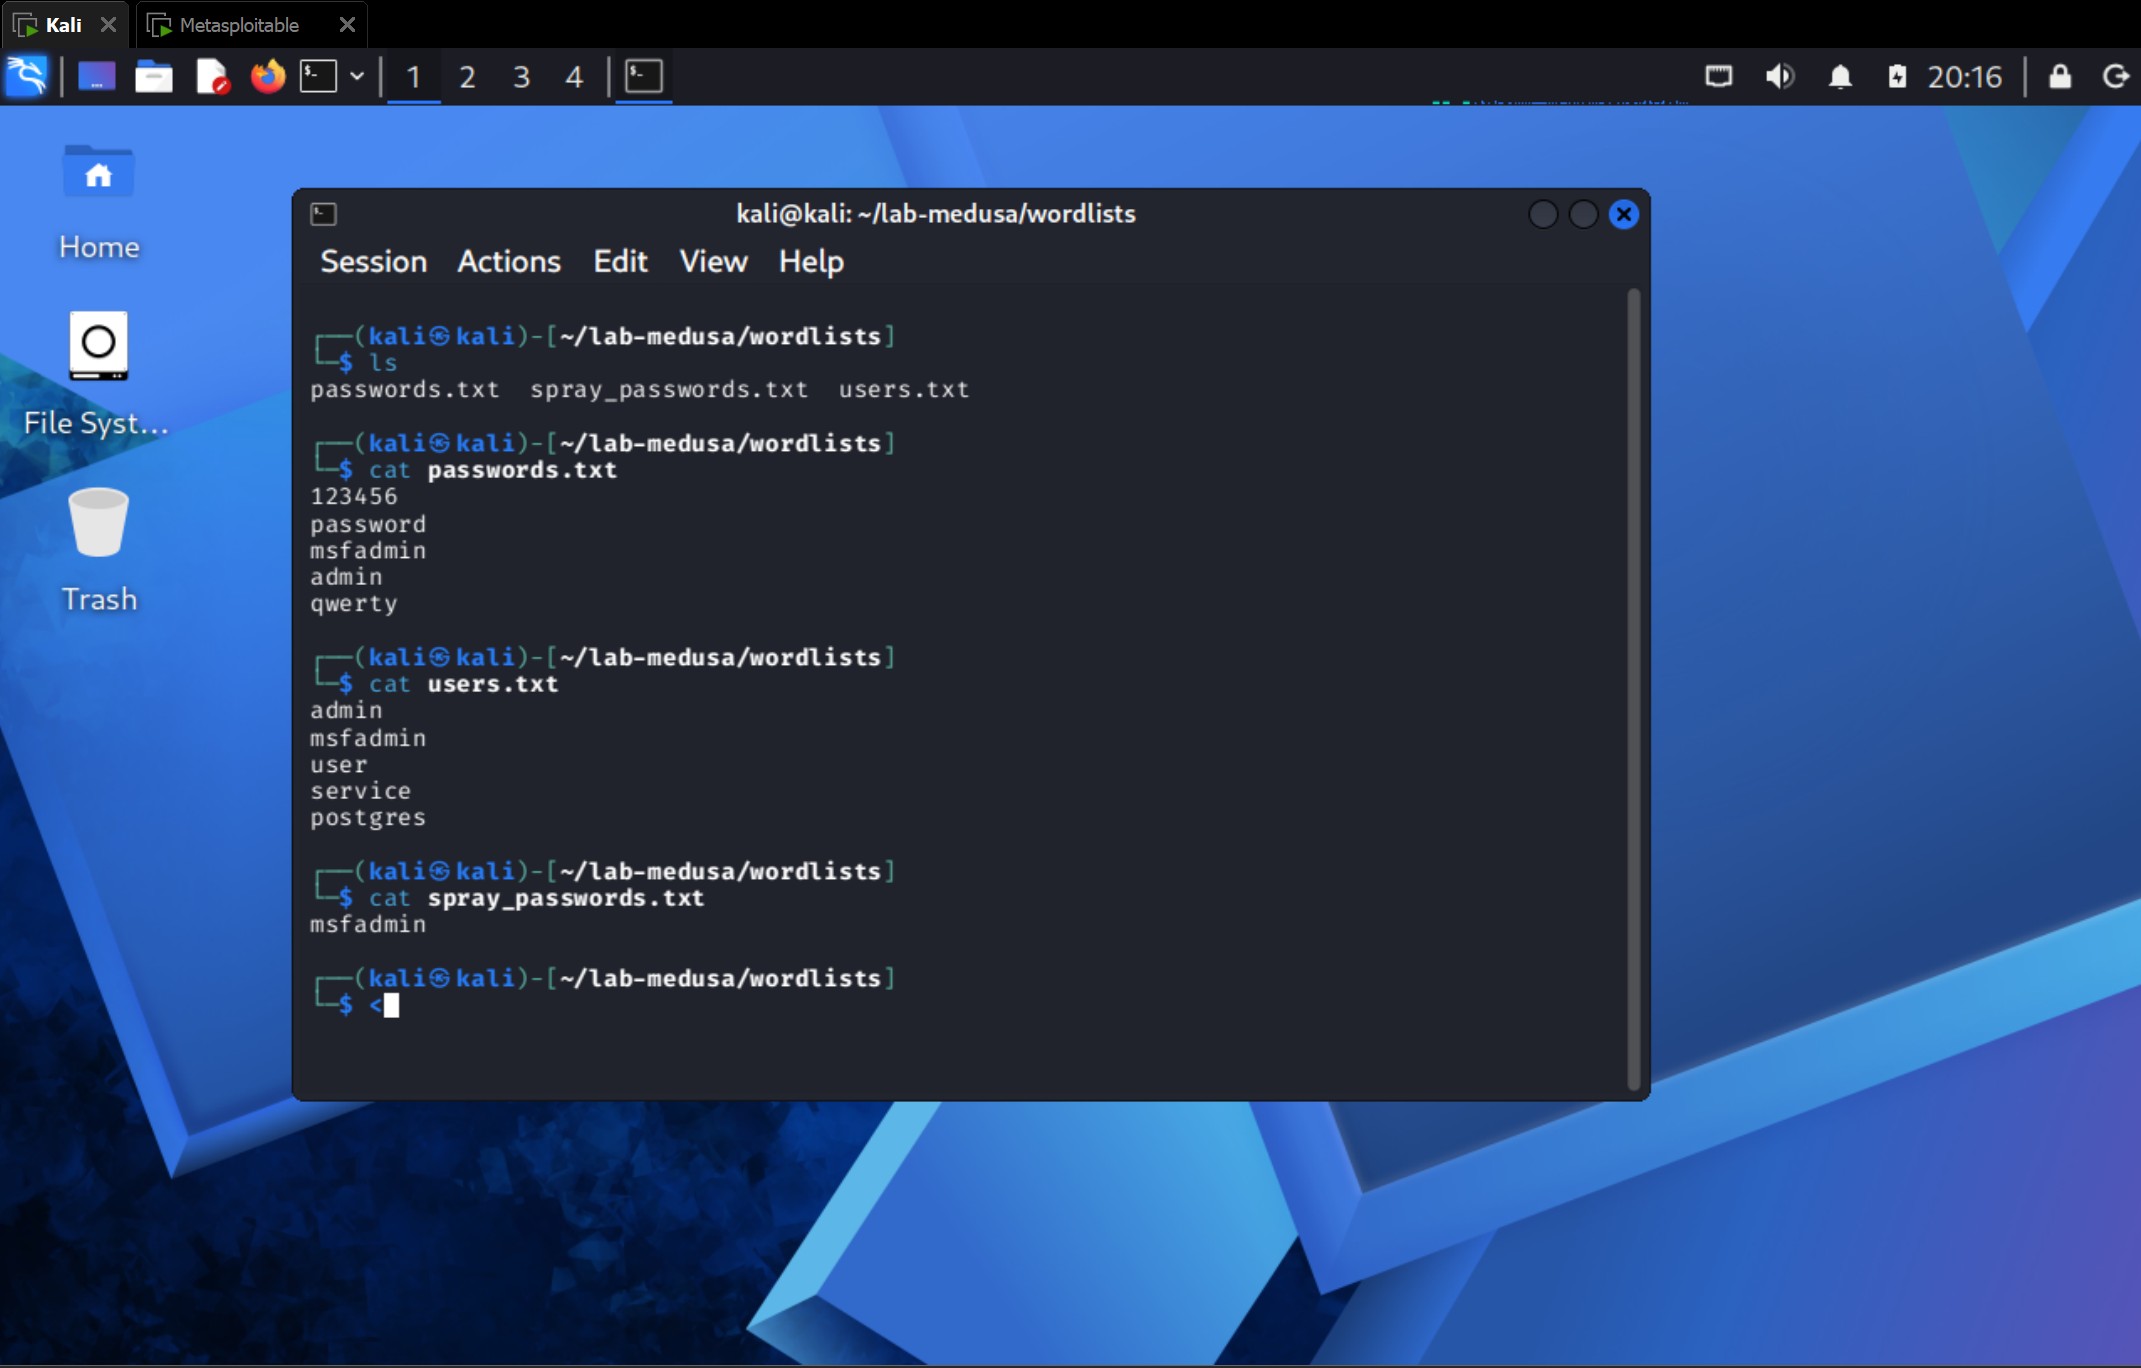 Kali
Metasploitable
1 2 3 4
20:16
Home
File Syst...
Trash
kali@kali: ~/lab-medusa/wordlists
Session Actions Edit View Help
┌──(kali㉿kali)-[~/lab-medusa/wordlists]
└─$ ls
passwords.txt  spray_passwords.txt  users.txt
┌──(kali㉿kali)-[~/lab-medusa/wordlists]
└─$ cat passwords.txt
123456
password
msfadmin
admin
qwerty
┌──(kali㉿kali)-[~/lab-medusa/wordlists]
└─$ cat users.txt
admin
msfadmin
user
service
postgres
┌──(kali㉿kali)-[~/lab-medusa/wordlists]
└─$ cat spray_passwords.txt
msfadmin
┌──(kali㉿kali)-[~/lab-medusa/wordlists]
└─$ <